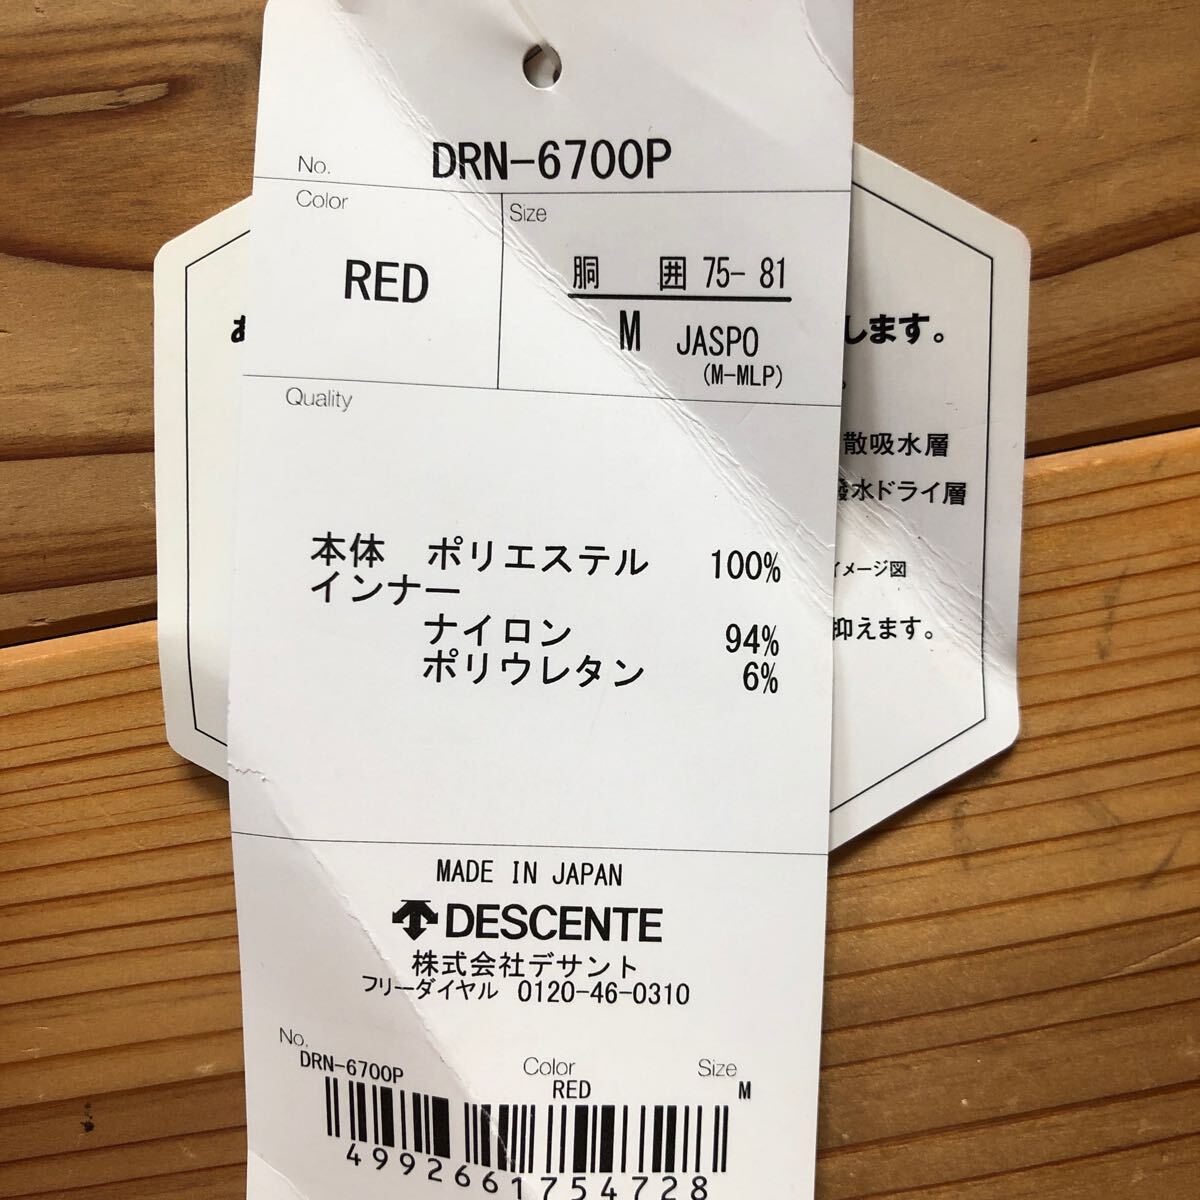 No. DRN-6700P
Color
RED
Size
胴 囲 75- 81
M JASPO
(M-MLP)
Quality
本体 ポリエステル 100%
インナー
ナイロン 94%
ポリウレタン 6%
MADE IN JAPAN
DESCENTE
株式会社デサント
フリーダイヤル 0120-46-0310
No.
DRN-6700P
Color
RED
Size
M
4992661754728
します。
散吸水層
撥水ドライ層
イメージ図
抑えます。